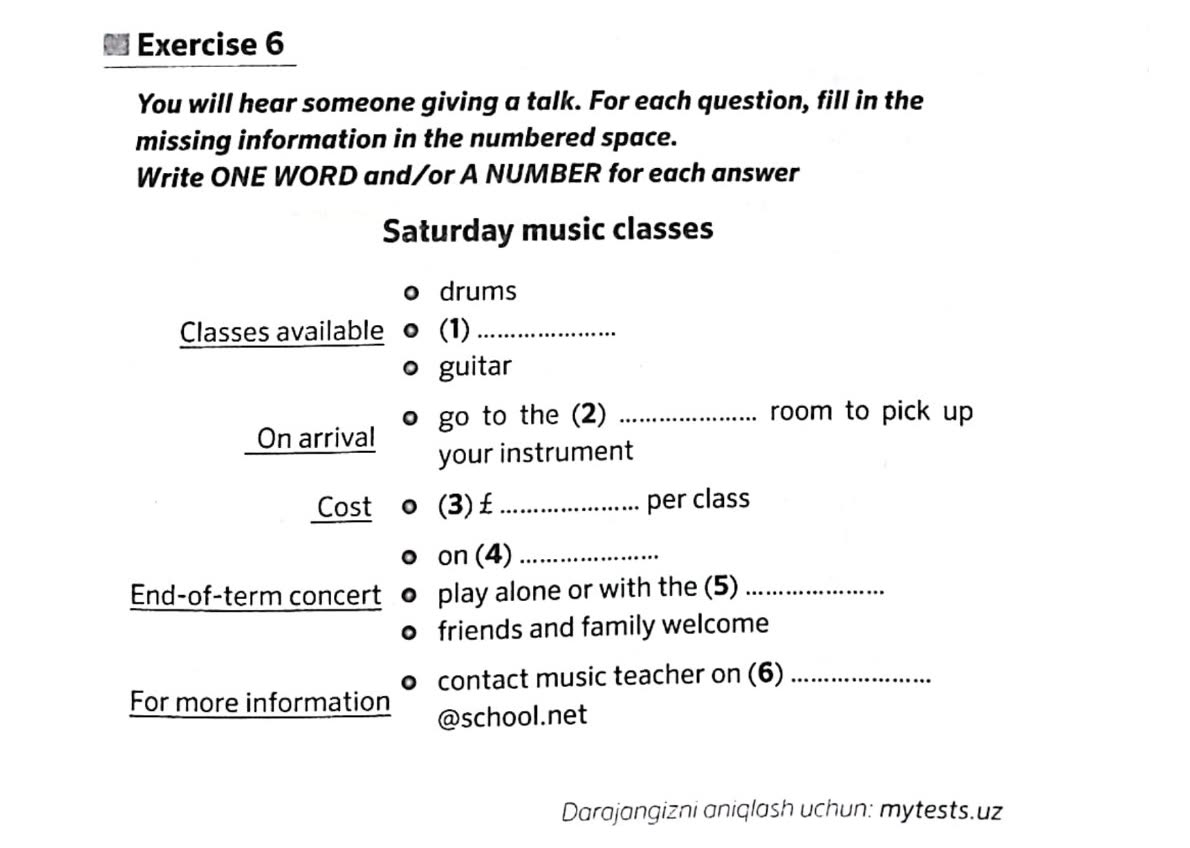 Exercise 6
You will hear someone giving a talk. For each question, fill in the
missing information in the numbered space.
Write ONE WORD and/or A NUMBER for each answer
Saturday music classes
Classes available
• drums
• (1) .....................
• guitar
On arrival
• go to the (2) ..................... room to pick up
your instrument
Cost
• (3) £ ..................... per class
End-of-term concert
• on (4) .....................
• play alone or with the (5) .....................
• friends and family welcome
For more information
• contact music teacher on (6) .....................
@school.net
Darajangizni aniqlash uchun: mytests.uz